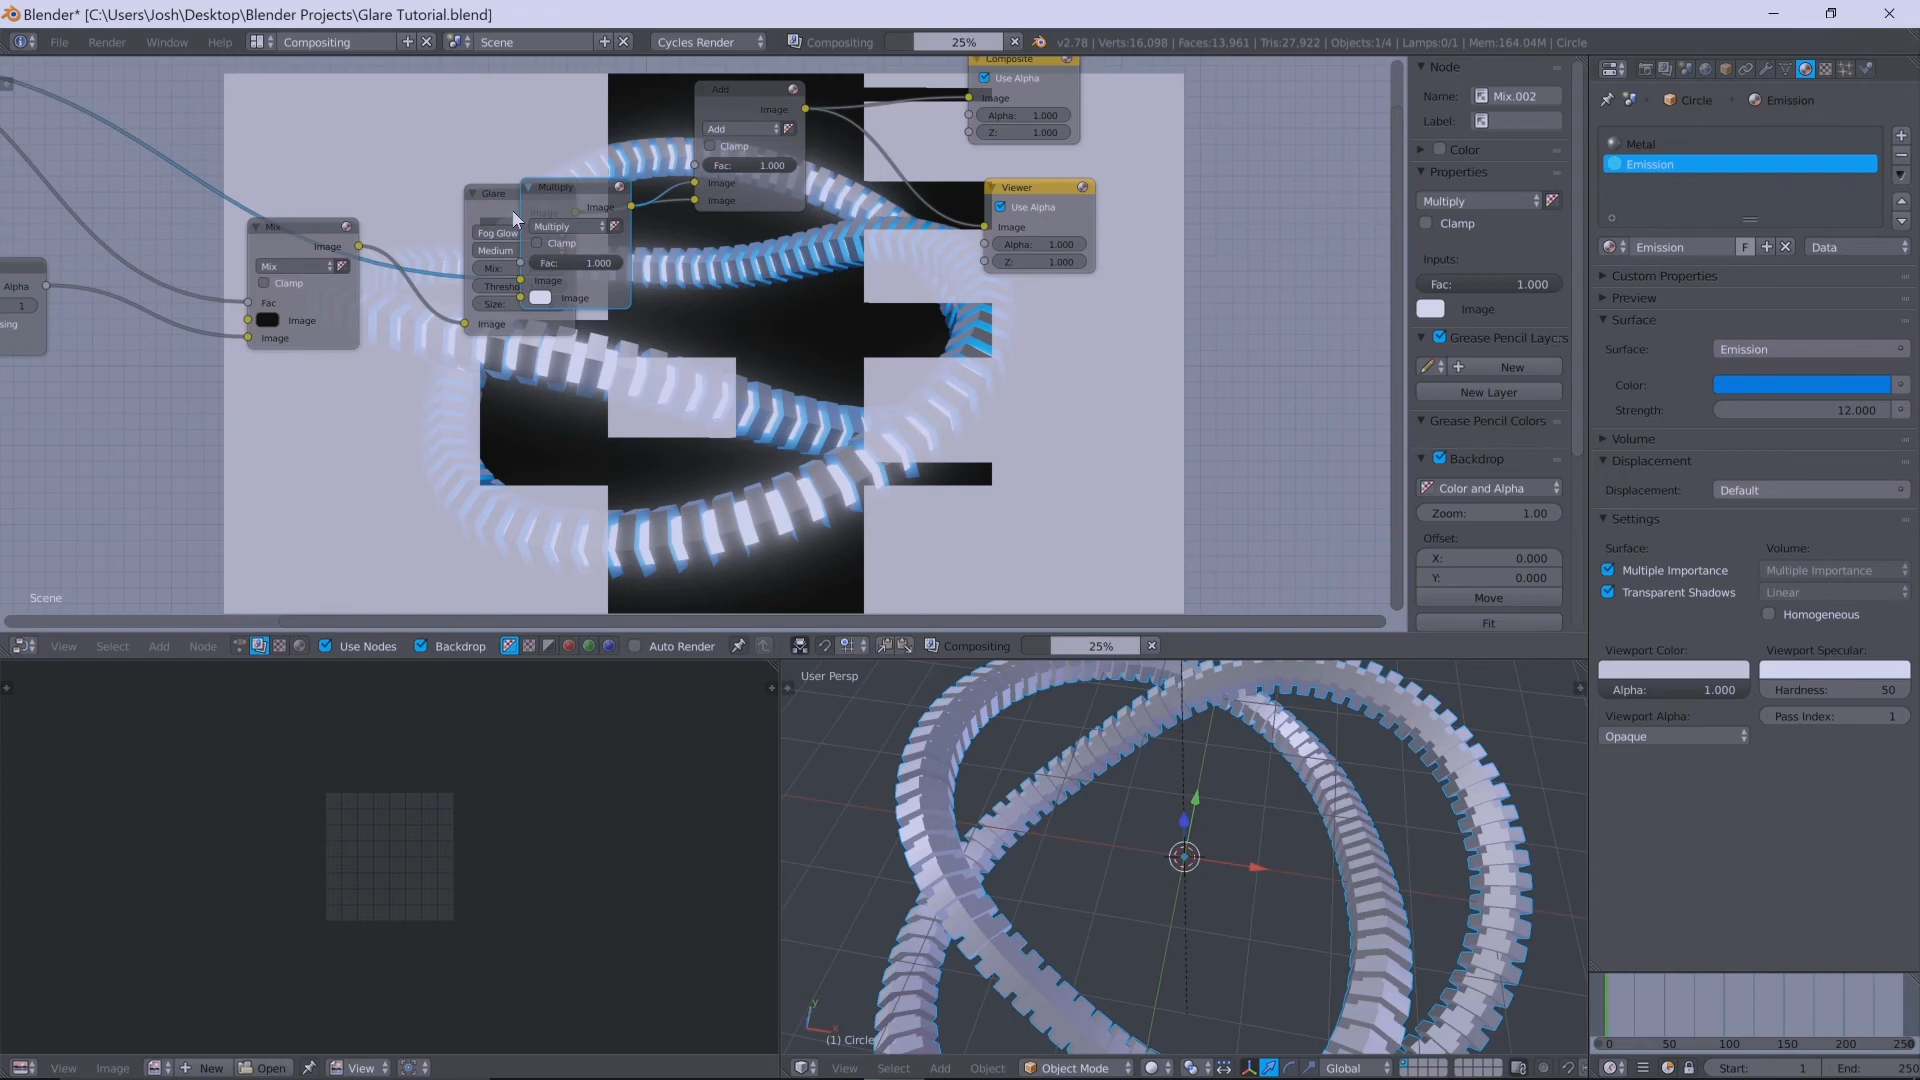 Blender* [C:\Users\Josh\Desktop\Blender Projects\Glare Tutorial.blend]
File Render Window Help Compositing Scene Cycles Render Compositing 25% v2.78 | Verts:16,098 | Faces:13,961 | Tris:27,922 | Objects:1/4 | Lamps:0/1 | Mem:164.04M | Circle
Composite
Use Alpha
Image
Alpha: 1.000
Z: 1.000
Add
Image
Add
Clamp
Fac: 1.000
Image
Image
Viewer
Use Alpha
Image
Alpha: 1.000
Z: 1.000
Glare
Fog Glow
Medium
Mix:
Thresho
Size:
Image
Multiply
Image
Multiply
Clamp
Fac: 1.000
Image
Image
Mix
Image
Mix
Clamp
Fac
Image
Image
Alpha
1
sing
Scene
Node
Name: Mix.002
Label:
Color
Properties
Multiply
Clamp
Inputs:
Fac: 1.000
Image
Grease Pencil Layers
New
New Layer
Grease Pencil Colors
Backdrop
Color and Alpha
Zoom: 1.00
Offset:
X: 0.000
Y: 0.000
Move
Fit
Circle Emission
Metal
Emission
Emission F Data
Custom Properties
Preview
Surface
Surface: Emission
Color:
Strength: 12.000
Volume
Displacement
Displacement: Default
Settings
Surface: Volume:
Multiple Importance Multiple Importance
Transparent Shadows Linear
Homogeneous
Viewport Color: Viewport Specular:
Alpha: 1.000 Hardness: 50
Viewport Alpha: Pass Index: 1
Opaque
View Select Add Node Use Nodes Backdrop Auto Render Compositing 25%
User Persp
y
x
(1) Circle
View Image New Open View
View Select Add Object Object Mode Global
0 50 100 150 200 250
Start: 1 End: 250